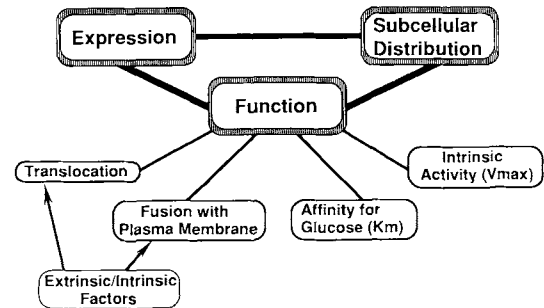 Expression
Subcellular
Distribution
Function
Translocation
Intrinsic
Activity (Vmax)
Fusion with
Plasma Membrane
Affinity for
Glucose (Km)
Extrinsic/Intrinsic
Factors